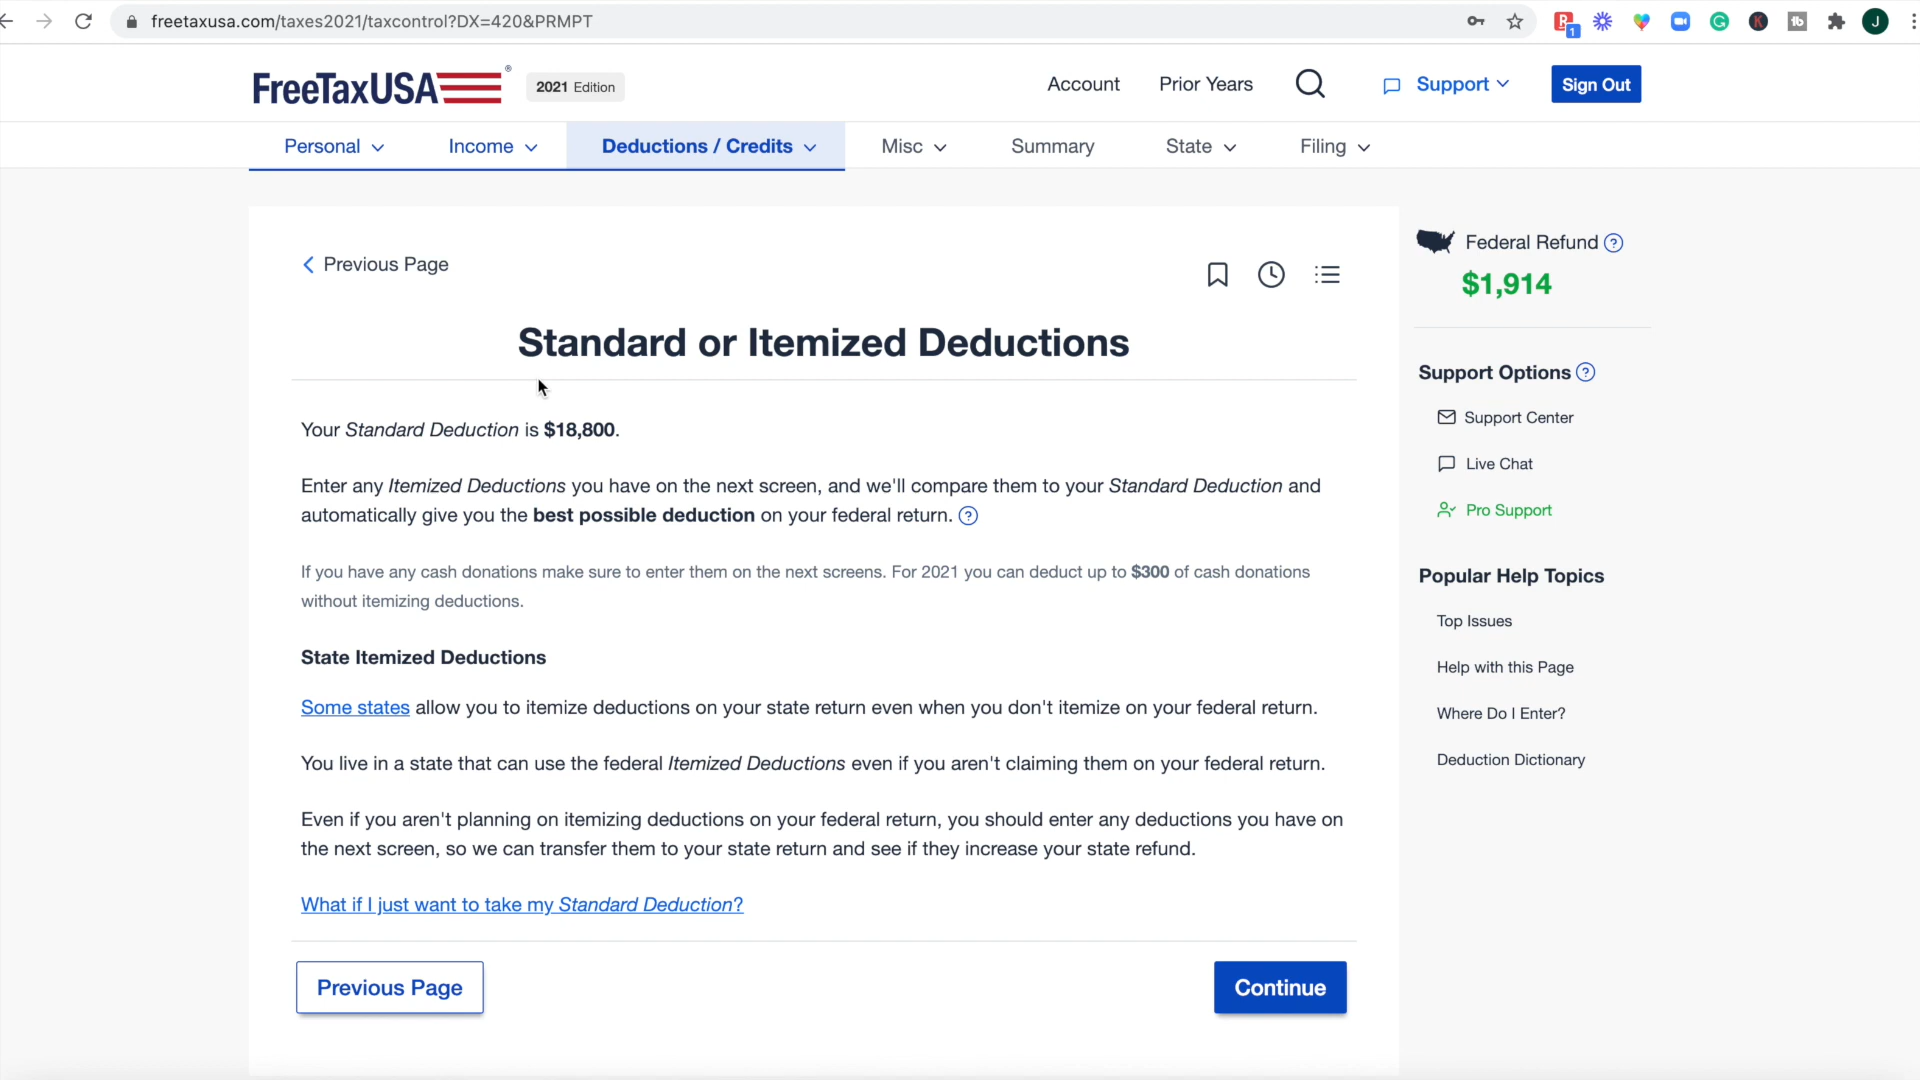 freetaxusa.com/taxes2021/taxcontrol?DX=420&PRMPT
1
J
FreeTaxUSA®
2021 Edition
Account
Prior Years
Support
Sign Out
Personal
Income
Deductions / Credits
Misc
Summary
State
Filing
Previous Page
Standard or Itemized Deductions
Your Standard Deduction is $18,800.
Enter any Itemized Deductions you have on the next screen, and we'll compare them to your Standard Deduction and
automatically give you the best possible deduction on your federal return. ?
If you have any cash donations make sure to enter them on the next screens. For 2021 you can deduct up to $300 of cash donations
without itemizing deductions.
State Itemized Deductions
Some states allow you to itemize deductions on your state return even when you don't itemize on your federal return.
You live in a state that can use the federal Itemized Deductions even if you aren't claiming them on your federal return.
Even if you aren't planning on itemizing deductions on your federal return, you should enter any deductions you have on
the next screen, so we can transfer them to your state return and see if they increase your state refund.
What if I just want to take my Standard Deduction?
Previous Page
Continue
Federal Refund ?
$1,914
Support Options ?
Support Center
Live Chat
Pro Support
Popular Help Topics
Top Issues
Help with this Page
Where Do I Enter?
Deduction Dictionary